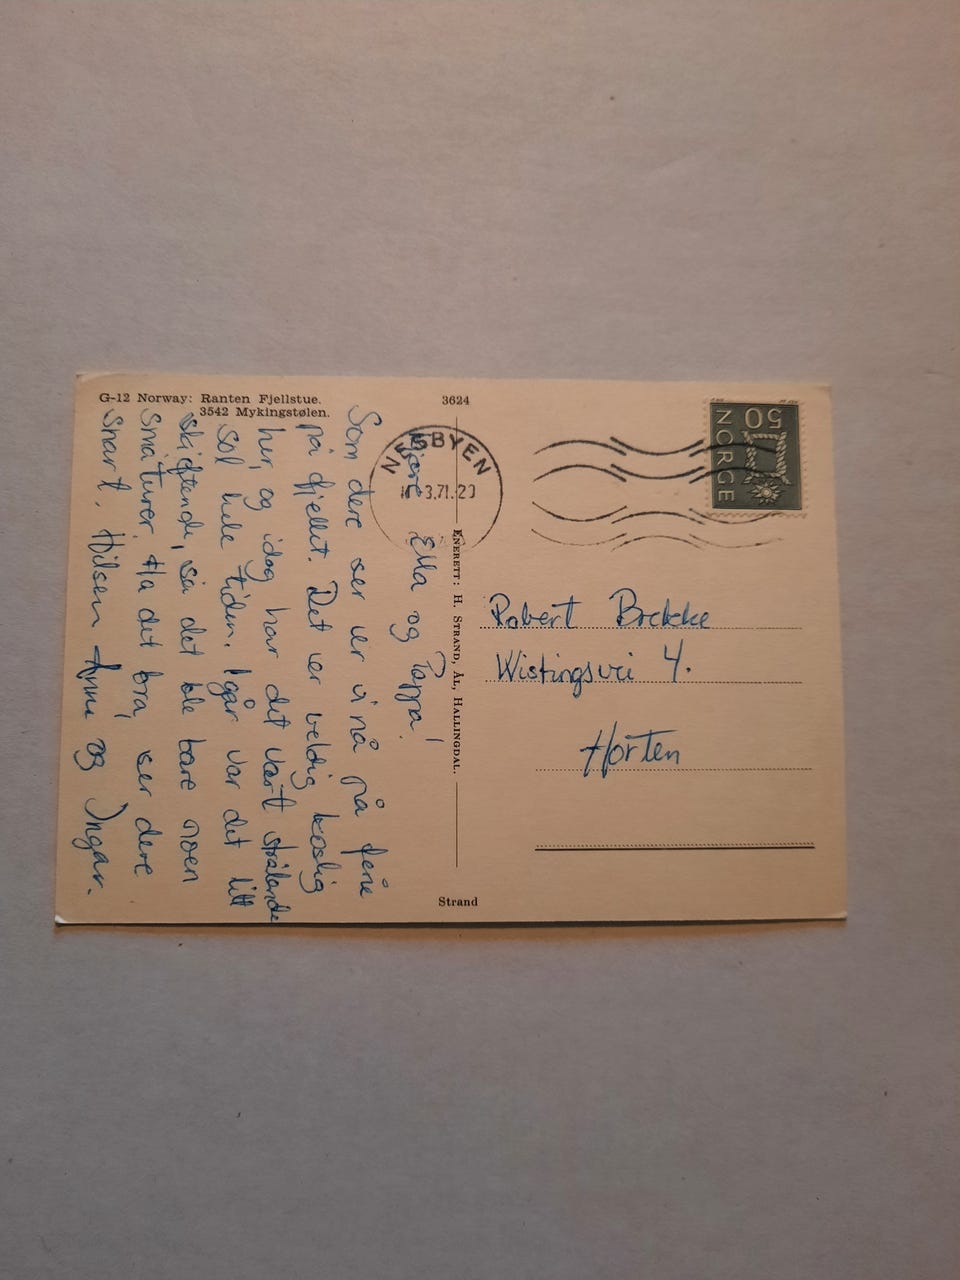 G-12 Norway: Ranten Fjellstue.
3542 Mykingstølen.
3624
Kjære Ella og Pappa!
Som dere ser er vi nå på ferie
på fjellet. Det er veldig koslig
her, og idag har det vært strålende
sol hele tiden. Igår var det litt
skiftende, så det ble bare noen
småturer. Ha det bra, ser dere
snart. Hilsen Anne og Ingar.
NESBYEN
3.71.-20
50
NORGE
ENERETT: H. STRAND, ÅL, HALLINGDAL.
Robert Brekke
Wistingsvei 4.
Horten
Strand